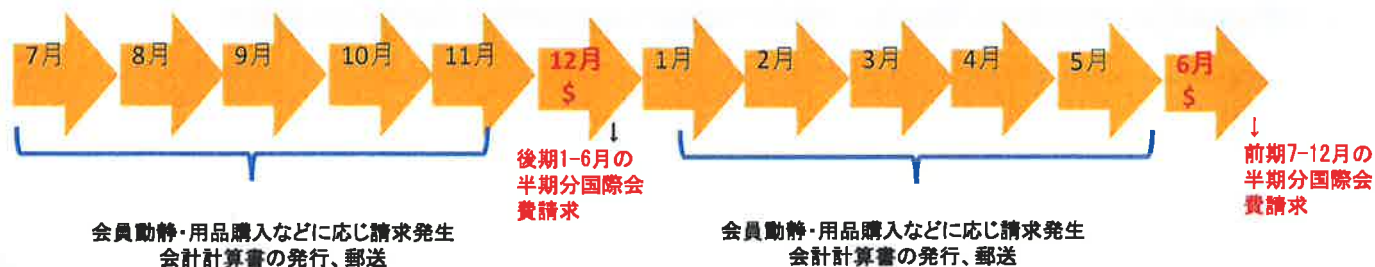 7月
8月
9月
10月
11月
12月
$
1月
2月
3月
4月
5月
6月
$
↓
後期1-6月の
半期分国際会
費請求
↓
前期7-12月の
半期分国際会
費請求
会員動静・用品購入などに応じ請求発生
会計計算書の発行、郵送
会員動静・用品購入などに応じ請求発生
会計計算書の発行、郵送